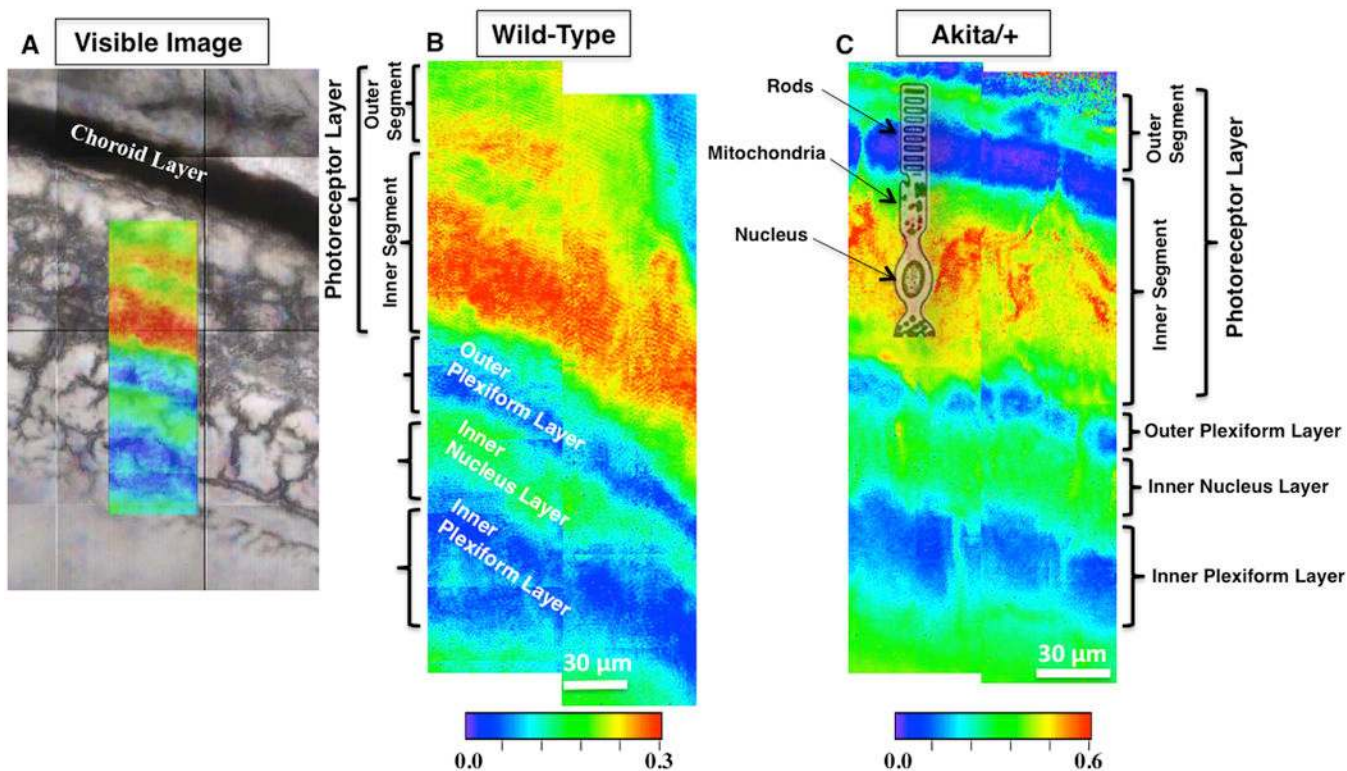 A
Visible Image
Choroid Layer
Photoreceptor Layer
Outer
Segment
Inner Segment
B
Wild-Type
Outer
Plexiform Layer
Inner
Nucleus Layer
Inner
Plexiform Layer
30 μm
0.0
0.3
C
Akita/+
Rods
Mitochondria
Nucleus
Outer
Segment
Inner Segment
Photoreceptor Layer
Outer Plexiform Layer
Inner Nucleus Layer
Inner Plexiform Layer
30 μm
0.0
0.6